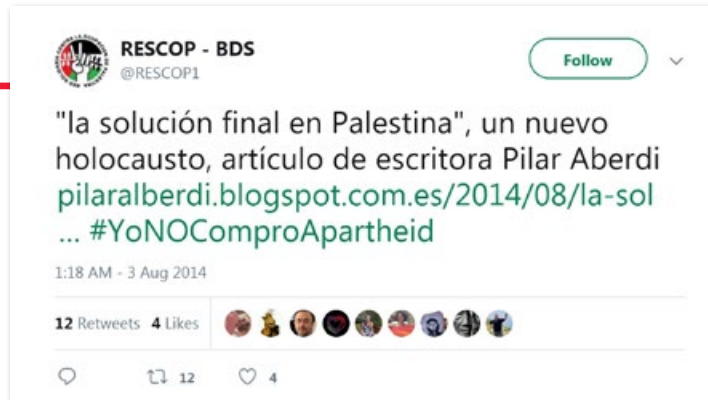 RESCOP - BDS
@RESCOP1
Follow
"la solución final en Palestina", un nuevo
holocausto, artículo de escritora Pilar Aberdi
pilaralberdi.blogspot.com.es/2014/08/la-sol
... #YoNOComproApartheid
1:18 AM - 3 Aug 2014
12 Retweets 4 Likes
12 4